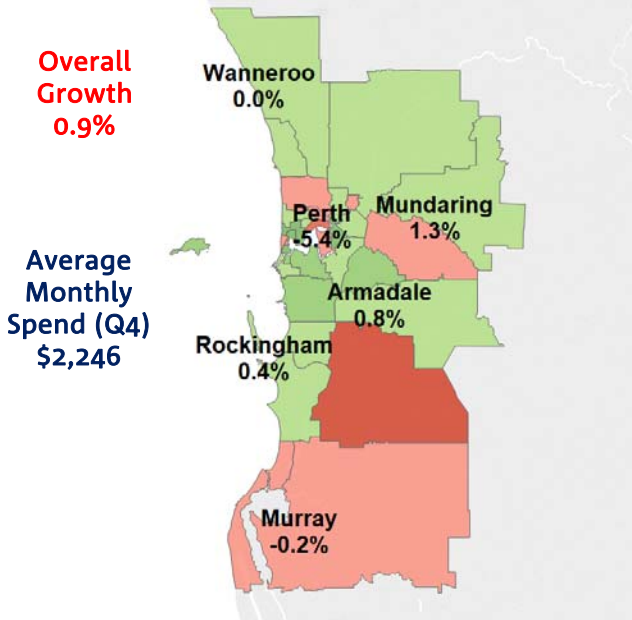 Overall
Growth
0.9%
Wanneroo
0.0%
Perth
-5.4%
Mundaring
1.3%
Average
Monthly
Spend (Q4)
$2,246
Armadale
0.8%
Rockingham
0.4%
Murray
-0.2%